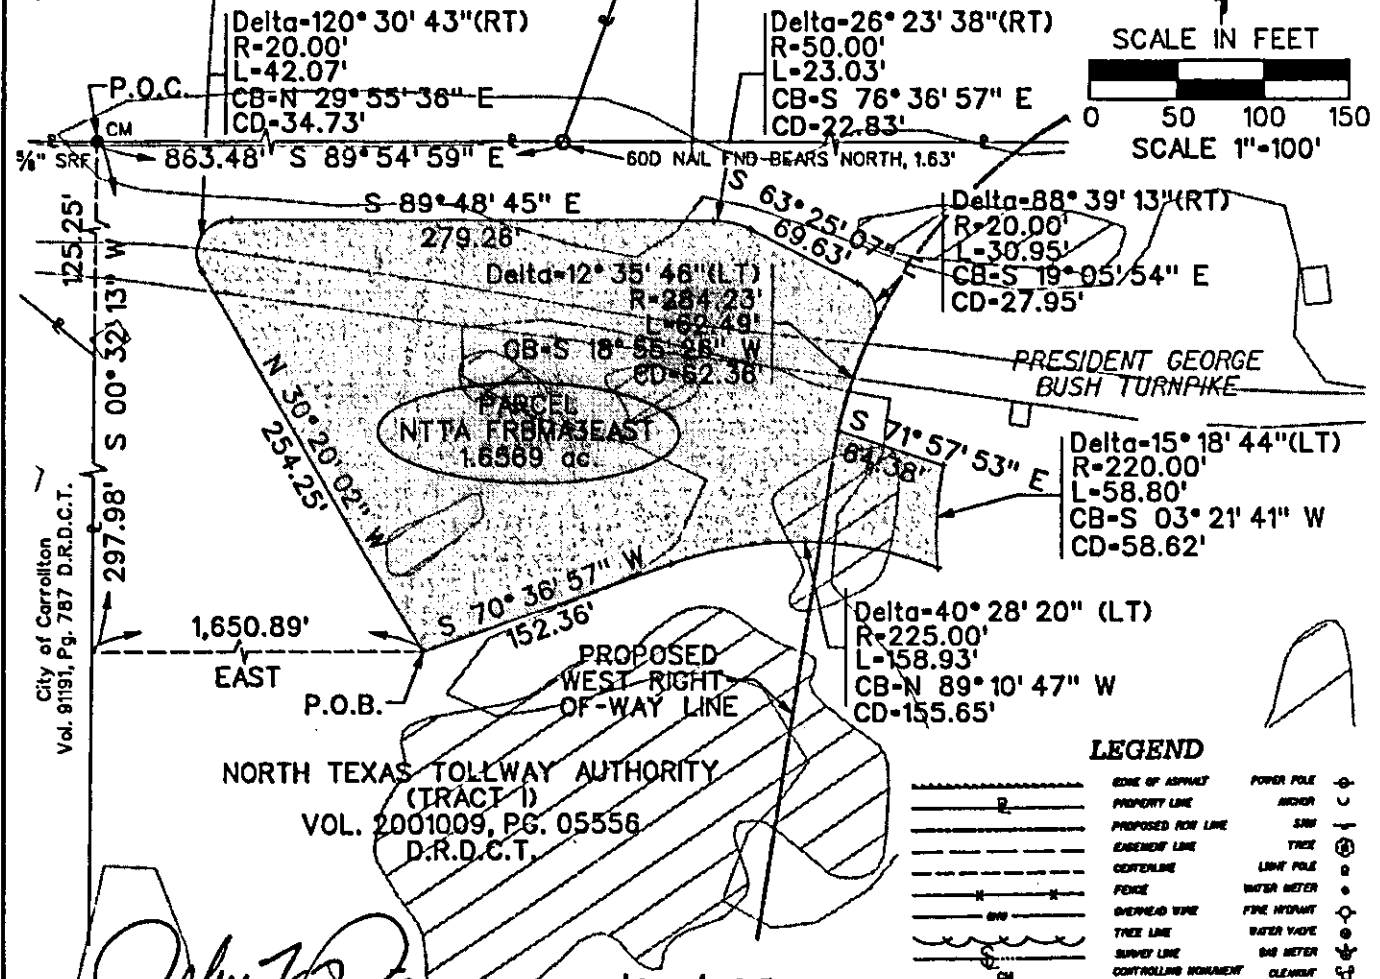 Delta=120° 30' 43"(RT)
R=20.00'
L=42.07'
CB=N 29°55'36" E
CD=34.73'
Delta=26° 23' 38"(RT)
R=50.00'
L=23.03'
CB=S 76°36'57" E
CD=22.83'
SCALE IN FEET
0 50 100 150
SCALE 1"=100'
P.O.C.
CM
5/8" SRF
863.48' S 89°54'59" E
60D NAIL FND BEARS NORTH, 1.63'
125.25'
S 00°32'13" W
297.98'
S 89°48'45" E
279.26'
S 63°25'07" E
69.63'
Delta=88° 39' 13"(RT)
R=20.00'
L=30.95'
CB=S 19°05'54" E
CD=27.95'
Delta=12° 35' 46"(LT)
R=284.23'
L=62.49'
CB=S 18°55'26" W
CD=62.36'
PRESIDENT GEORGE
BUSH TURNPIKE
N 30°20'02" W
254.25'
PARCEL
NTTA FRBMA3EAST
1.6569 ac.
S 71°57'53" E
64.38'
Delta=15° 18' 44"(LT)
R=220.00'
L=58.80'
CB=S 03°21'41" W
CD=58.62'
City of Carrollton
Vol. 91191, Pg. 787 D.R.D.C.T.
S 70°36'57" W
152.36'
1,650.89'
EAST
P.O.B.
PROPOSED
WEST RIGHT-
OF-WAY LINE
Delta=40° 28' 20" (LT)
R=225.00'
L=158.93'
CB=N 89°10'47" W
CD=155.65'
NORTH TEXAS TOLLWAY AUTHORITY
(TRACT I)
VOL. 2001009, PG. 05556
D.R.D.C.T.
LEGEND
EDGE OF ASPHALT POWER POLE
PROPERTY LINE ANCHOR
PROPOSED ROW LINE SIGN
EASEMENT LINE TREE
CENTERLINE LIGHT POLE
FENCE WATER METER
OVERHEAD WIRE FIRE HYDRANT
TREE LINE WATER VALVE
SURVEY LINE GAS METER
CM CONTROLLING MONUMENT CLEANOUT